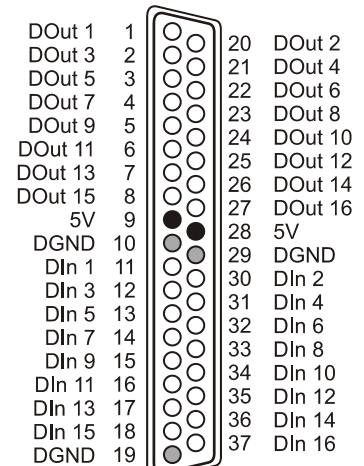 DOut 1 1
20 DOut 2
DOut 3 2
21 DOut 4
DOut 5 3
22 DOut 6
DOut 7 4
23 DOut 8
DOut 9 5
24 DOut 10
DOut 11 6
25 DOut 12
DOut 13 7
26 DOut 14
DOut 15 8
27 DOut 16
5V 9
28 5V
DGND 10
29 DGND
DIn 1 11
30 DIn 2
DIn 3 12
31 DIn 4
DIn 5 13
32 DIn 6
DIn 7 14
33 DIn 8
DIn 9 15
34 DIn 10
DIn 11 16
35 DIn 12
DIn 13 17
36 DIn 14
DIn 15 18
37 DIn 16
DGND 19